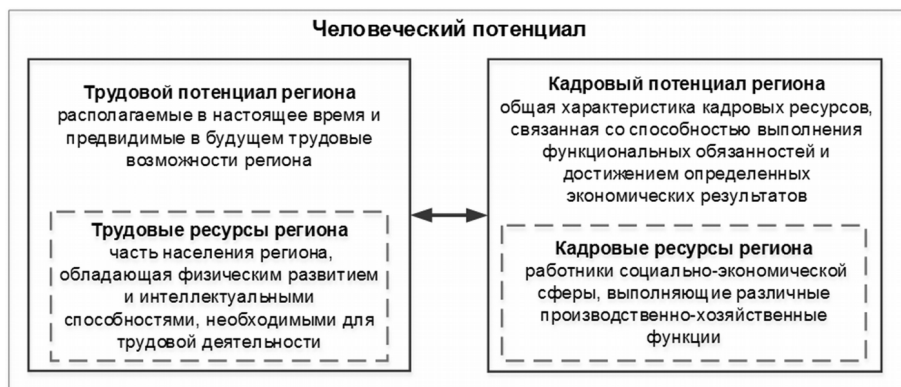 Человеческий потенциал
Трудовой потенциал региона
располагаемые в настоящее время и
предвидимые в будущем трудовые
возможности региона
Трудовые ресурсы региона
часть населения региона,
обладающая физическим развитием
и интеллектуальными
способностями, необходимыми для
трудовой деятельности
Кадровый потенциал региона
общая характеристика кадровых ресурсов,
связанная со способностью выполнения
функциональных обязанностей и
достижением определенных
экономических результатов
Кадровые ресурсы региона
работники социально-экономической
сферы, выполняющие различные
производственно-хозяйственные
функции